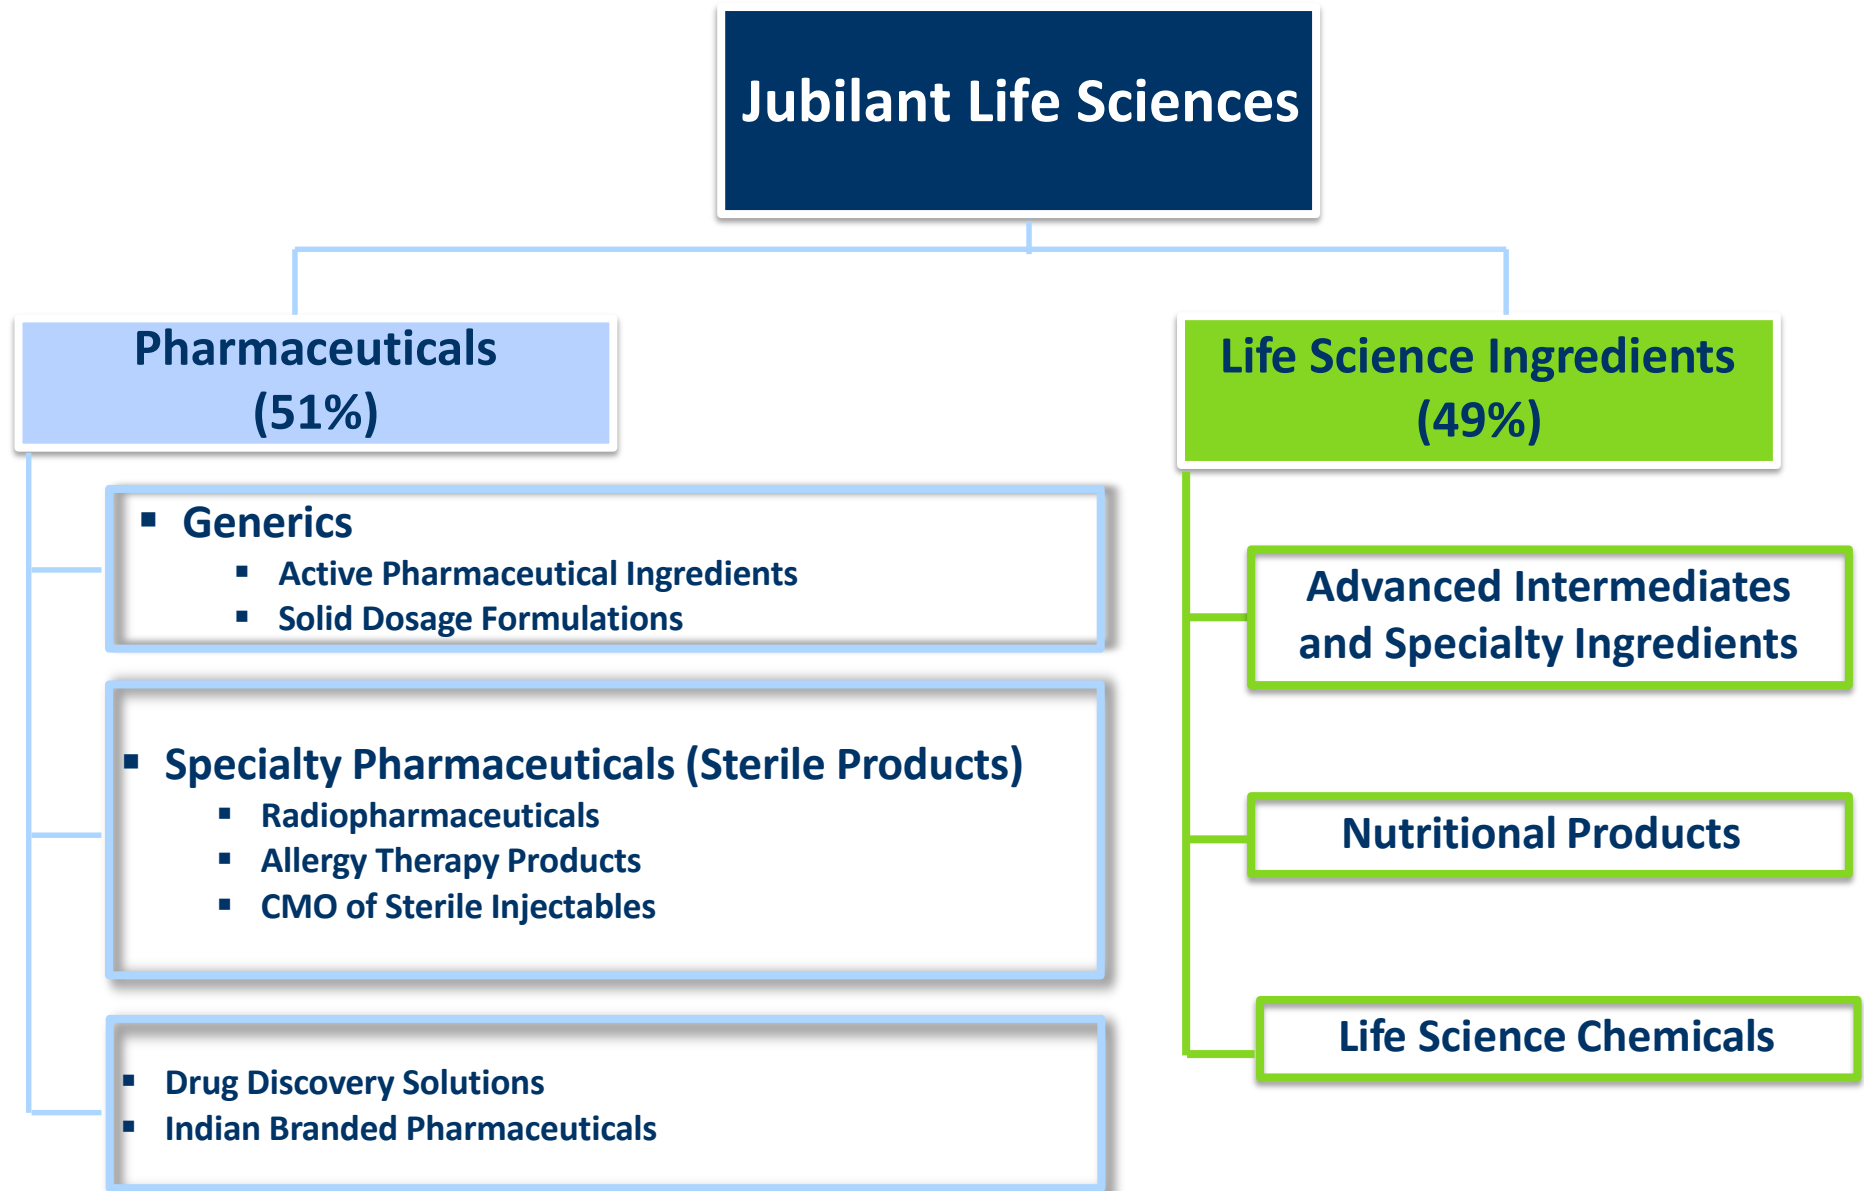 Jubilant Life Sciences
Pharmaceuticals
(51%)
▪ Generics
▪ Active Pharmaceutical Ingredients
▪ Solid Dosage Formulations
▪ Specialty Pharmaceuticals (Sterile Products)
▪ Radiopharmaceuticals
▪ Allergy Therapy Products
▪ CMO of Sterile Injectables
▪ Drug Discovery Solutions
▪ Indian Branded Pharmaceuticals
Life Science Ingredients
(49%)
Advanced Intermediates
and Specialty Ingredients
Nutritional Products
Life Science Chemicals